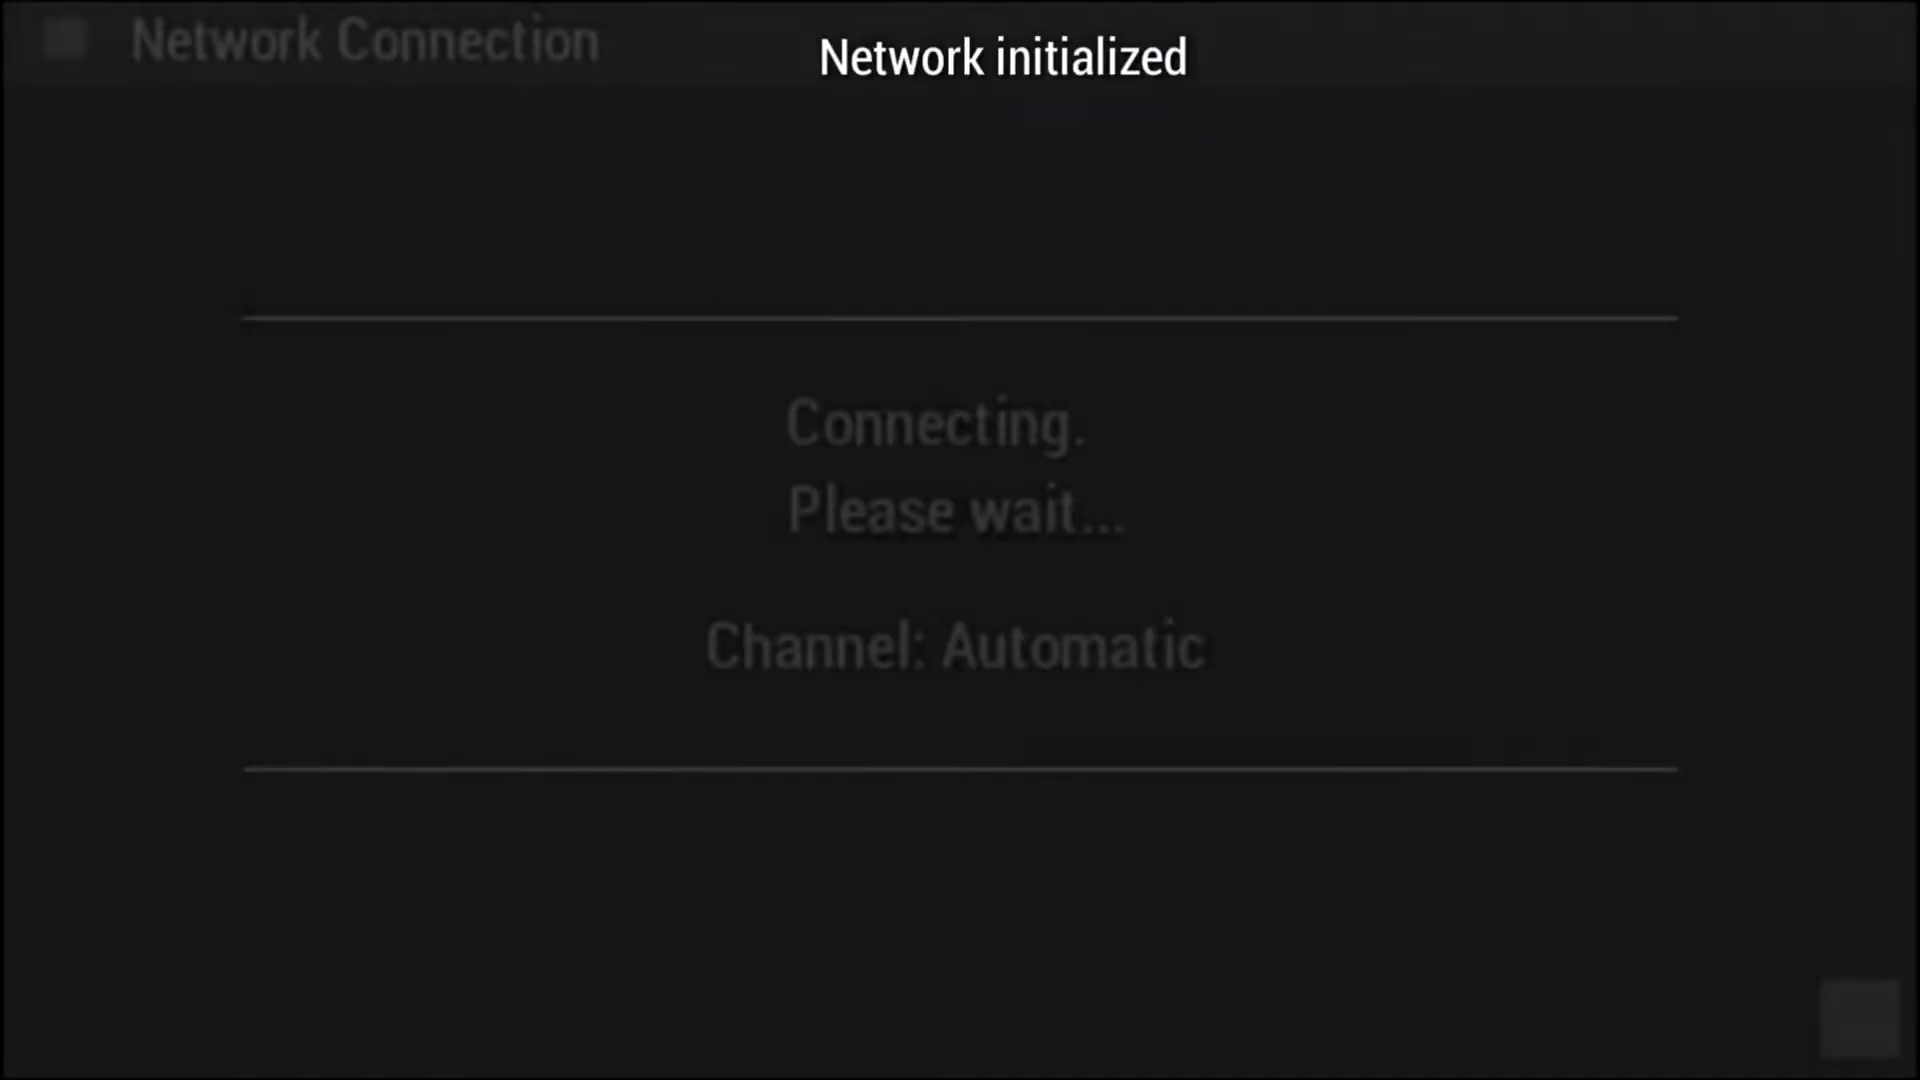 Network Connection
Network initialized
Connecting.
Please wait...
Channel: Automatic